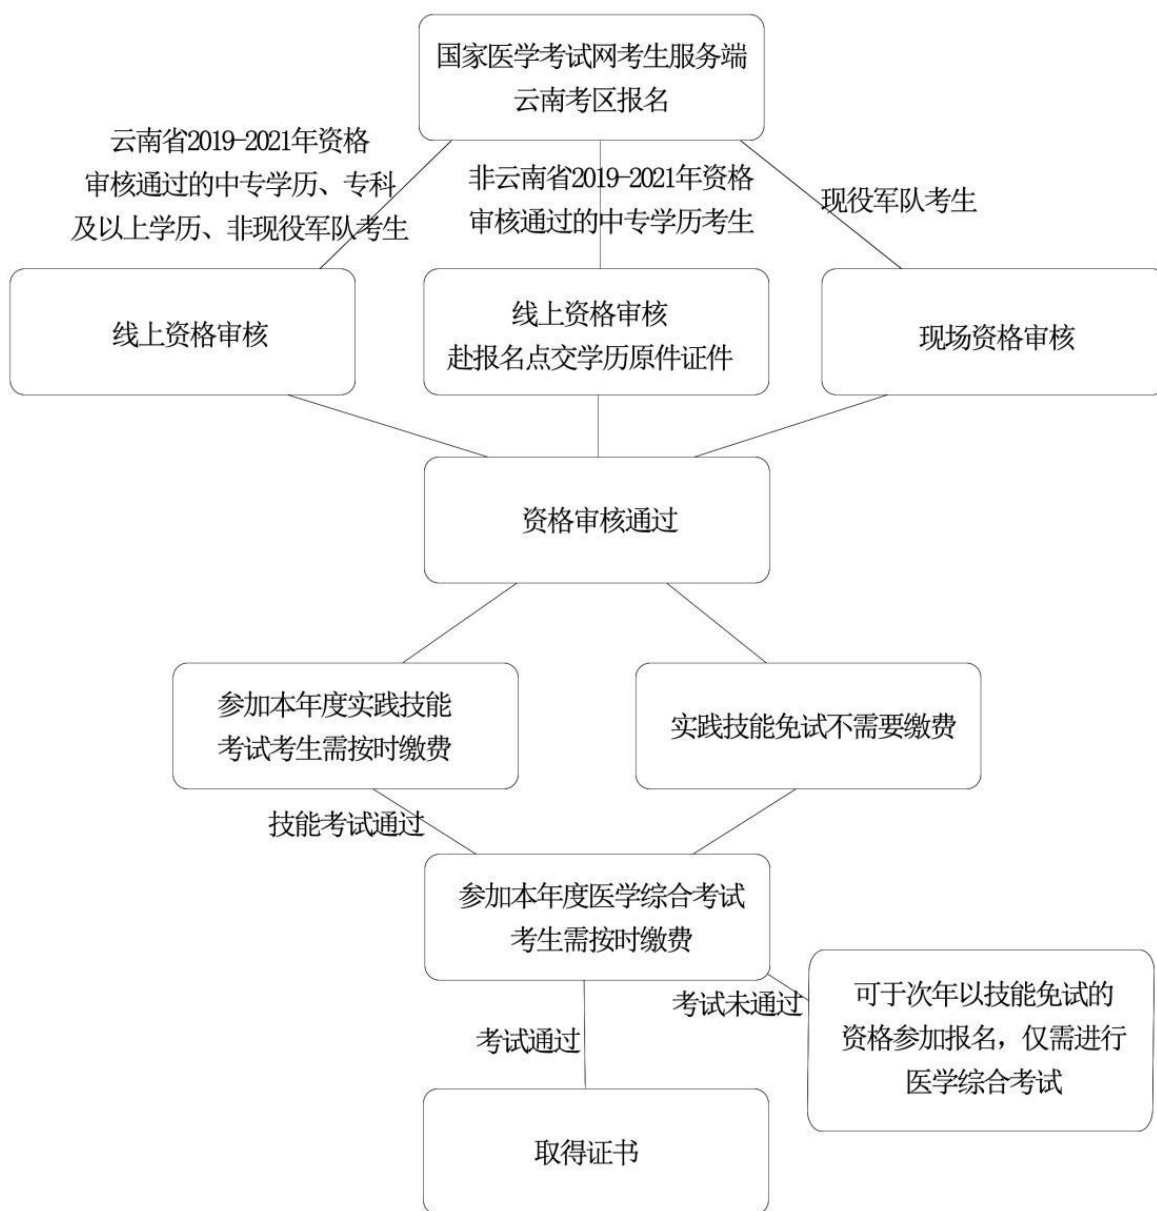 国家医学考试网考生服务端
云南考区报名
云南省2019-2021年资格
审核通过的中专学历、专科
及以上学历、非现役军队考生
非云南省2019-2021年资格
审核通过的中专学历考生
现役军队考生
线上资格审核
线上资格审核
赴报名点交学历原件证件
现场资格审核
资格审核通过
参加本年度实践技能
考试考生需按时缴费
实践技能免试不需要缴费
技能考试通过
参加本年度医学综合考试
考生需按时缴费
考试未通过
可于次年以技能免试的
资格参加报名，仅需进行
医学综合考试
考试通过
取得证书